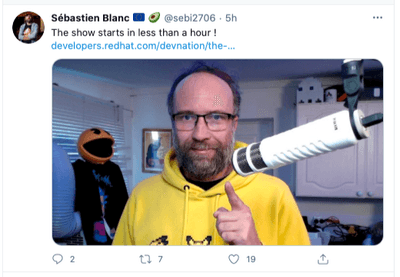 Sébastien Blanc 🇪🇺 🥑 @sebi2706 · 5h
The show starts in less than a hour !
developers.redhat.com/devnation/the-...
2 7 19